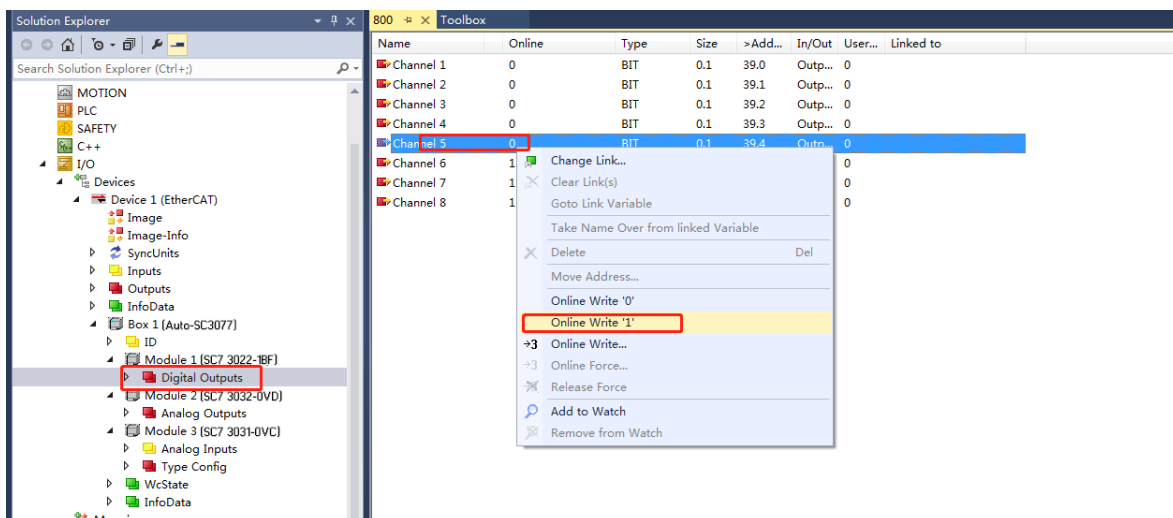 Solution Explorer
800 Toolbox
Search Solution Explorer (Ctrl+;)
MOTION
PLC
SAFETY
C++
I/O
Devices
Device 1 (EtherCAT)
Image
Image-Info
SyncUnits
Inputs
Outputs
InfoData
Box 1 (Auto-SC3077)
ID
Module 1 (SC7 3022-1BF)
Digital Outputs
Module 2 (SC7 3032-0VD)
Analog Outputs
Module 3 (SC7 3031-0VC)
Analog Inputs
Type Config
WcState
InfoData
Name Online Type Size >Add... In/Out User... Linked to
Channel 1 0 BIT 0.1 39.0 Outp... 0
Channel 2 0 BIT 0.1 39.1 Outp... 0
Channel 3 0 BIT 0.1 39.2 Outp... 0
Channel 4 0 BIT 0.1 39.3 Outp... 0
Channel 5 0 BIT 0.1 39.4 Outp... 0
Channel 6 1 0
Channel 7 1 0
Channel 8 1 0
Change Link...
Clear Link(s)
Goto Link Variable
Take Name Over from linked Variable
Delete Del
Move Address...
Online Write '0'
Online Write '1'
→3 Online Write...
→3 Online Force...
Release Force
Add to Watch
Remove from Watch